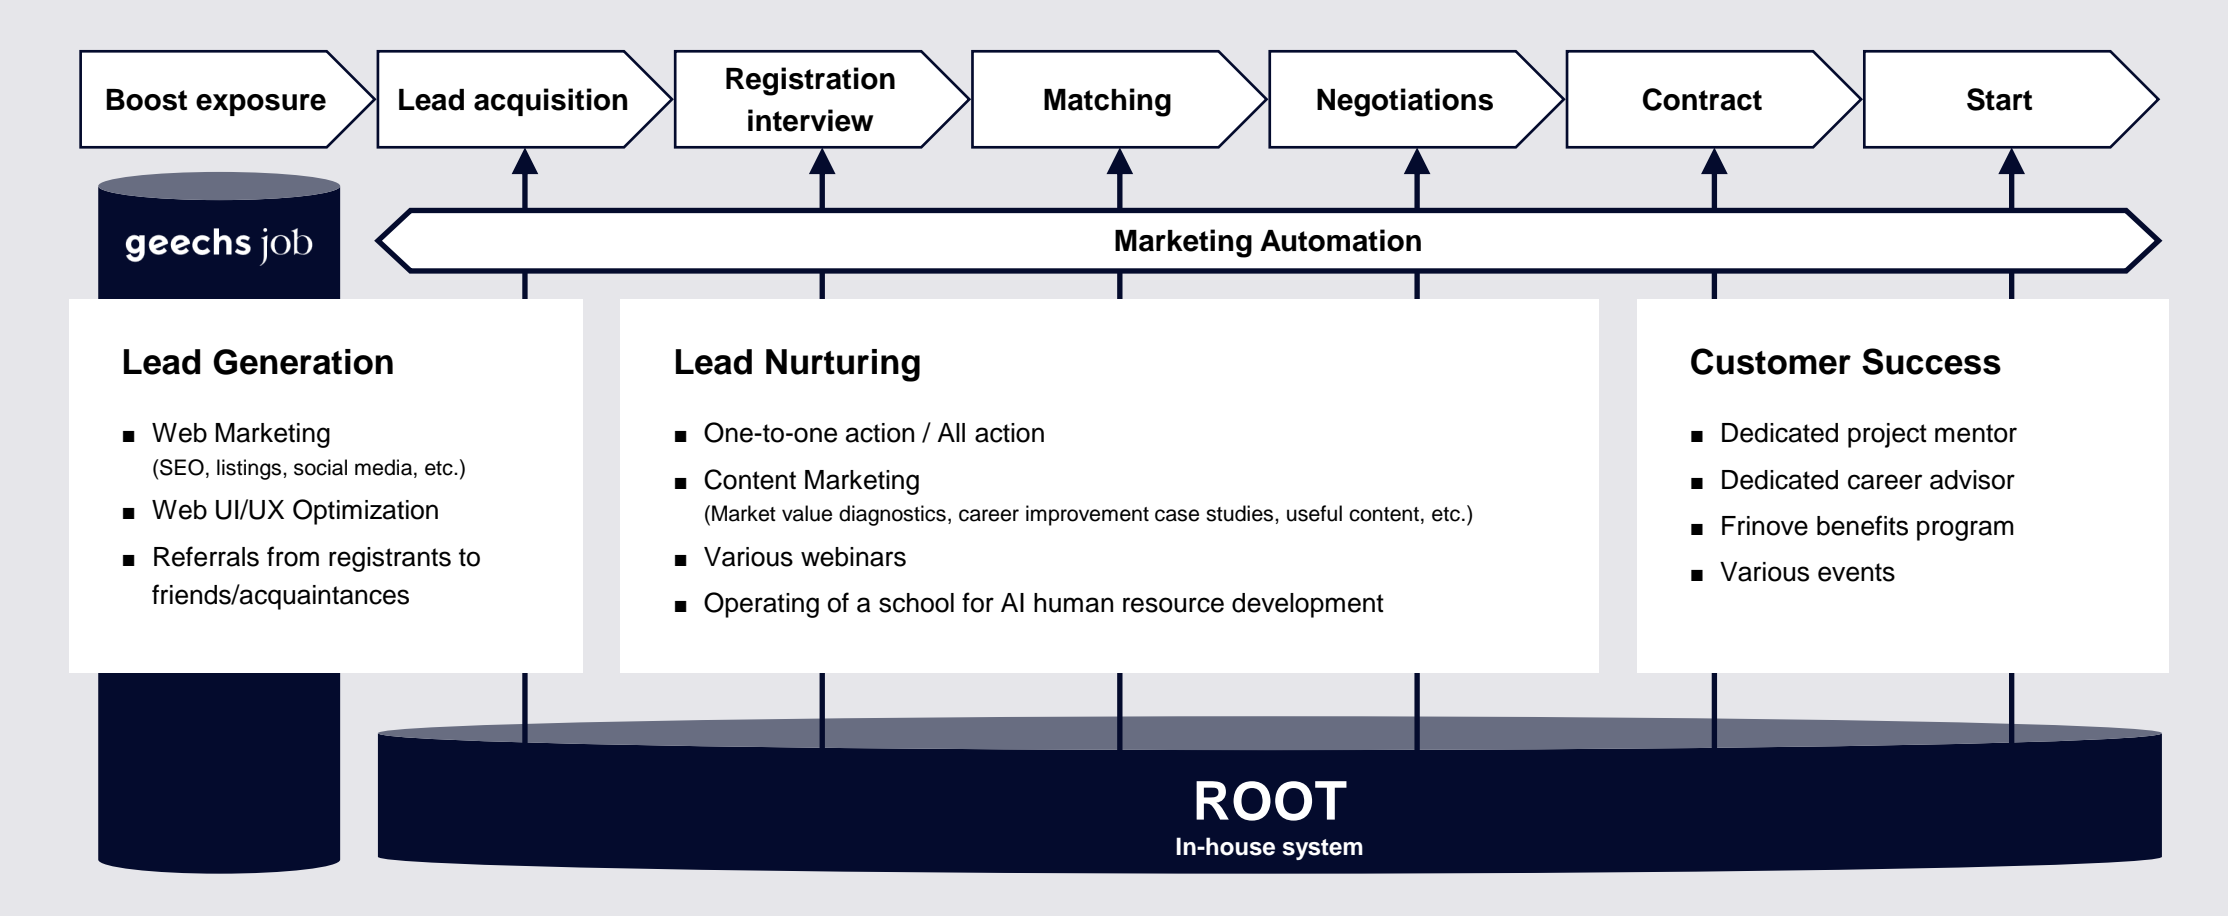 Boost exposure
Lead acquisition
Registration
interview
Matching
Negotiations
Contract
Start
geechs job
Marketing Automation
Lead Generation
■ Web Marketing
(SEO, listings, social media, etc.)
■ Web UI/UX Optimization
■ Referrals from registrants to
friends/acquaintances
Lead Nurturing
■ One-to-one action / All action
■ Content Marketing
(Market value diagnostics, career improvement case studies, useful content, etc.)
■ Various webinars
■ Operating of a school for AI human resource development
Customer Success
■ Dedicated project mentor
■ Dedicated career advisor
■ Frinove benefits program
■ Various events
ROOT
In-house system